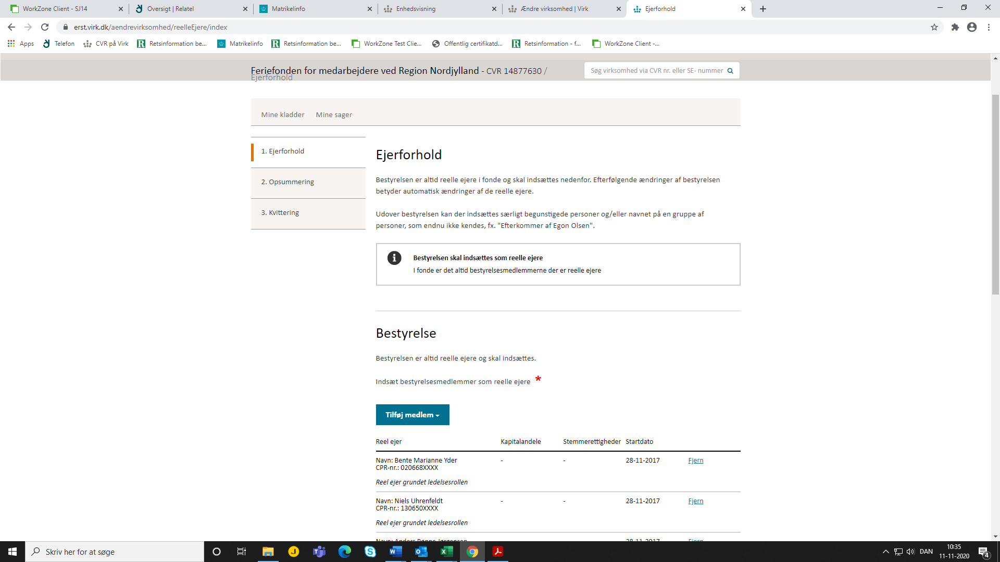 WorkZone Client - SJ14
Oversigt | Relatel
Matrikelinfo
Enhedsvisning
Ændre virksomhed | Virk
Ejerforhold
erst.virk.dk/aendrevirksomhed/reelleEjere/index
Apps
Telefon
CVR på Virk
Retsinformation be...
Matrikelinfo
Retsinformation be...
WorkZone Test Clie...
Offentlig certifikatd...
Retsinformation - f...
WorkZone Client -...
Feriefonden for medarbejdere ved Region Nordjylland - CVR 14877630 /
Ejerforhold
Søg virksomhed via CVR nr. eller SE- nummer
Mine kladder
Mine sager
1. Ejerforhold
2. Opsummering
3. Kvittering
Ejerforhold
Bestyrelsen er altid reelle ejere i fonde og skal indsættes nedenfor. Efterfølgende ændringer af bestyrelsen
betyder automatisk ændringer af de reelle ejere.
Udover bestyrelsen kan der indsættes særligt begunstigede personer og/eller navnet på en gruppe af
personer, som endnu ikke kendes, fx. "Efterkommer af Egon Olsen".
Bestyrelsen skal indsættes som reelle ejere
I fonde er det altid bestyrelsesmedlemmerne der er reelle ejere
Bestyrelse
Bestyrelsen er altid reelle ejere og skal indsættes.
Indsæt bestyrelsesmedlemmer som reelle ejere *
Tilføj medlem
Reel ejer Kapitalandele Stemmerettigheder Startdato
Navn: Bente Marianne Yder - - 28-11-2017 Fjern
CPR-nr.: 020668XXXX
Reel ejer grundet ledelsesrollen
Navn: Niels Uhrenfeldt - - 28-11-2017 Fjern
CPR-nr.: 130650XXXX
Reel ejer grundet ledelsesrollen
Navn: Anders Rønne Jørgensen 28-11-2017 Fjern
Skriv her for at søge
DAN
10:35
11-11-2020
4